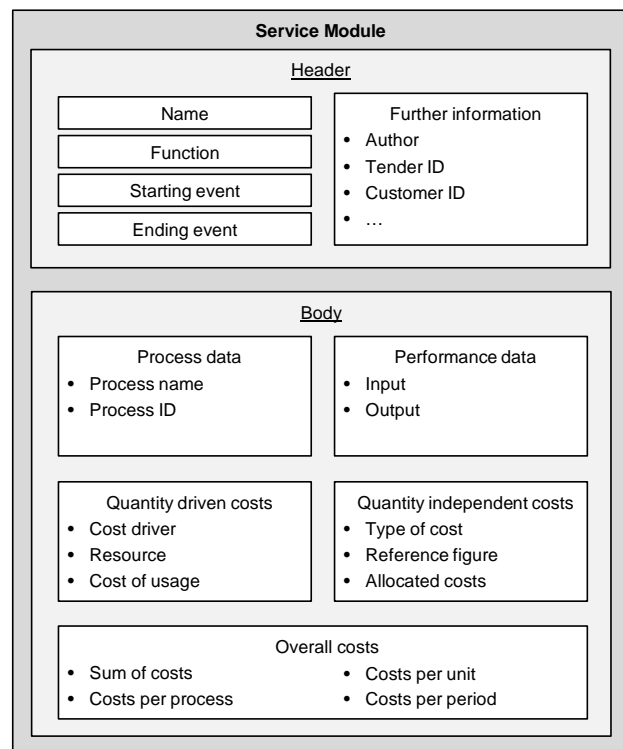 Service Module
Header
Name
Function
Starting event
Ending event
Further information
• Author
• Tender ID
• Customer ID
• …
Body
Process data
• Process name
• Process ID
Performance data
• Input
• Output
Quantity driven costs
• Cost driver
• Resource
• Cost of usage
Quantity independent costs
• Type of cost
• Reference figure
• Allocated costs
Overall costs
• Sum of costs
• Costs per process
• Costs per unit
• Costs per period